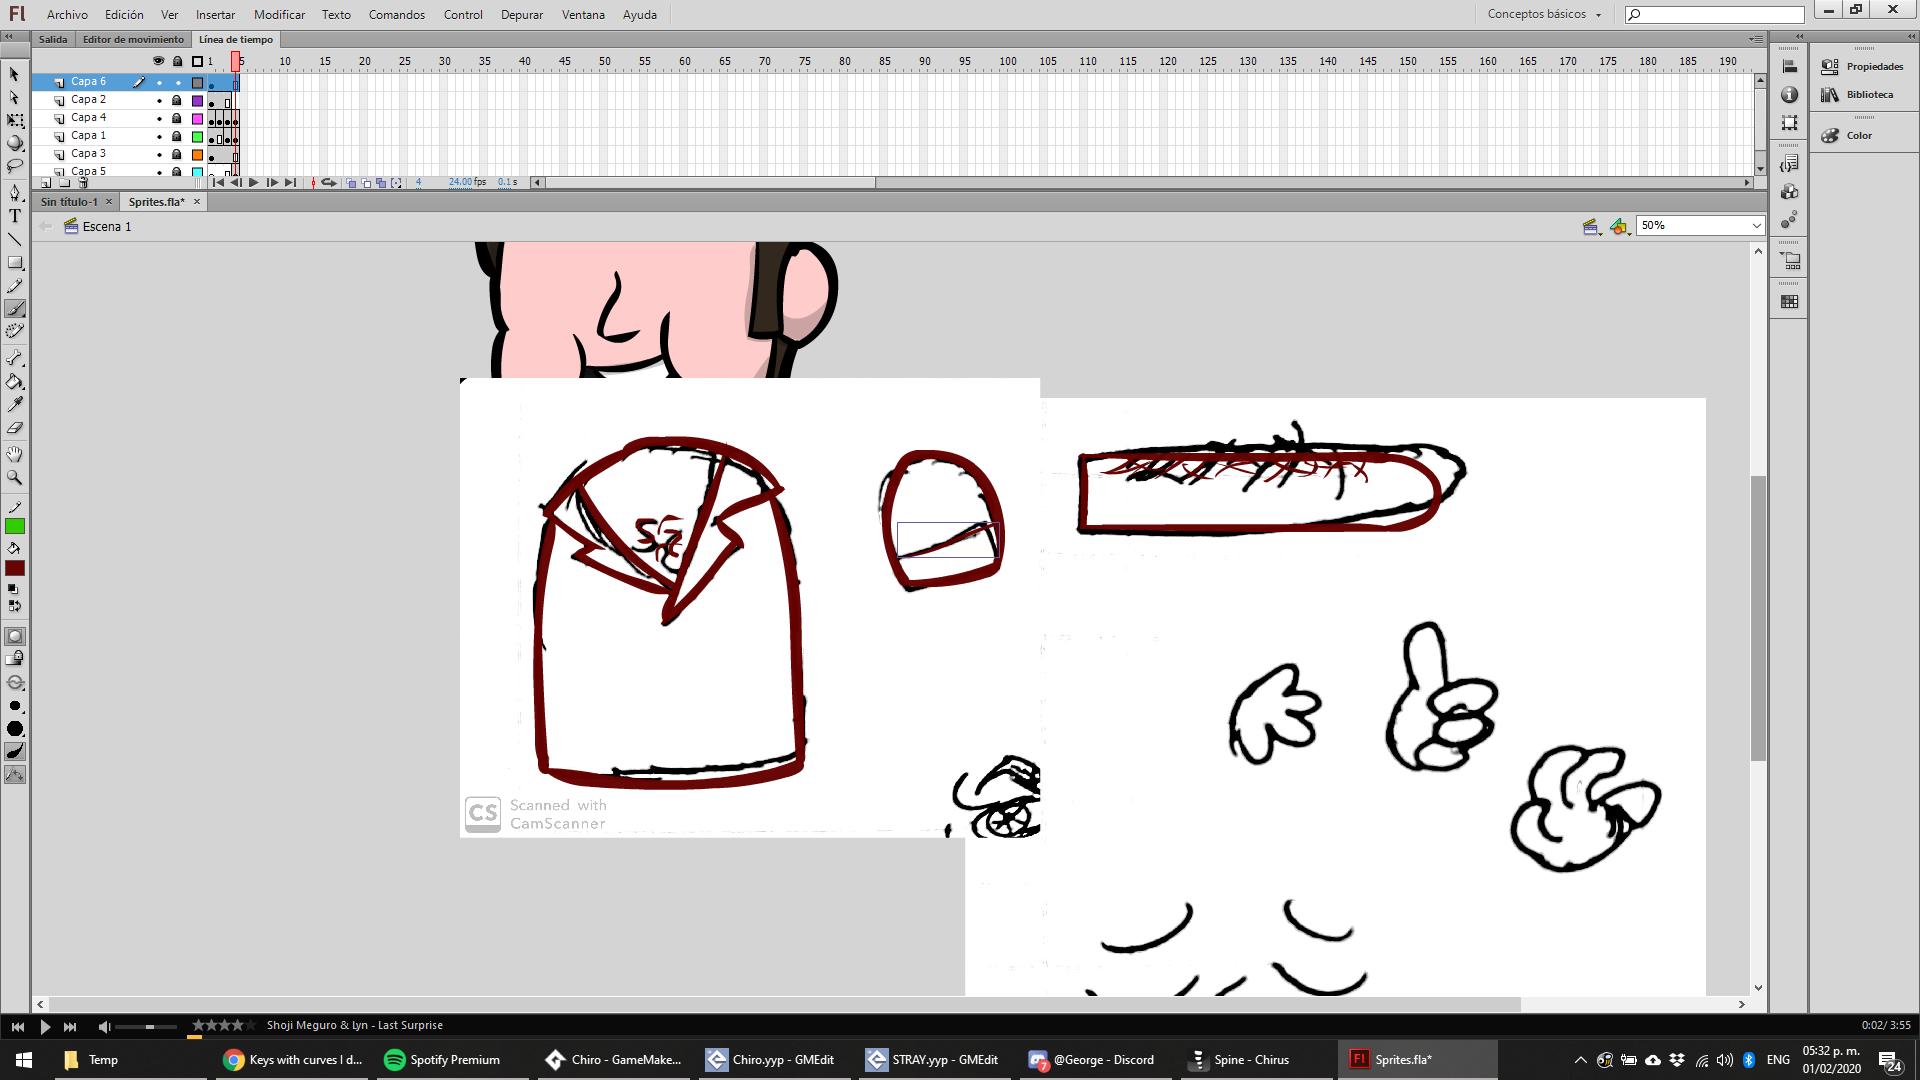 Fl Archivo Edición Ver Insertar Modificar Texto Comandos Control Depurar Ventana Ayuda Conceptos básicos
Salida Editor de movimiento Línea de tiempo
1 5 10 15 20 25 30 35 40 45 50 55 60 65 70 75 80 85 90 95 100 105 110 115 120 125 130 135 140 145 150 155 160 165 170 175 180 185 190
Capa 6
Capa 2
Capa 4
Capa 1
Capa 3
Capa 5
4 24.00 fps 0.1 s
Sin título-1 Sprites.fla*
Escena 1 50%
Propiedades
Biblioteca
Color
T
CS Scanned with
CamScanner
Shoji Meguro & Lyn - Last Surprise 0:02/ 3:55
Temp Keys with curves I d... Spotify Premium Chiro - GameMake... Chiro.yyp - GMEdit STRAY.yyp - GMEdit 7 @George - Discord Spine - Chirus Fl Sprites.fla* ENG 05:32 p. m. 24
01/02/2020